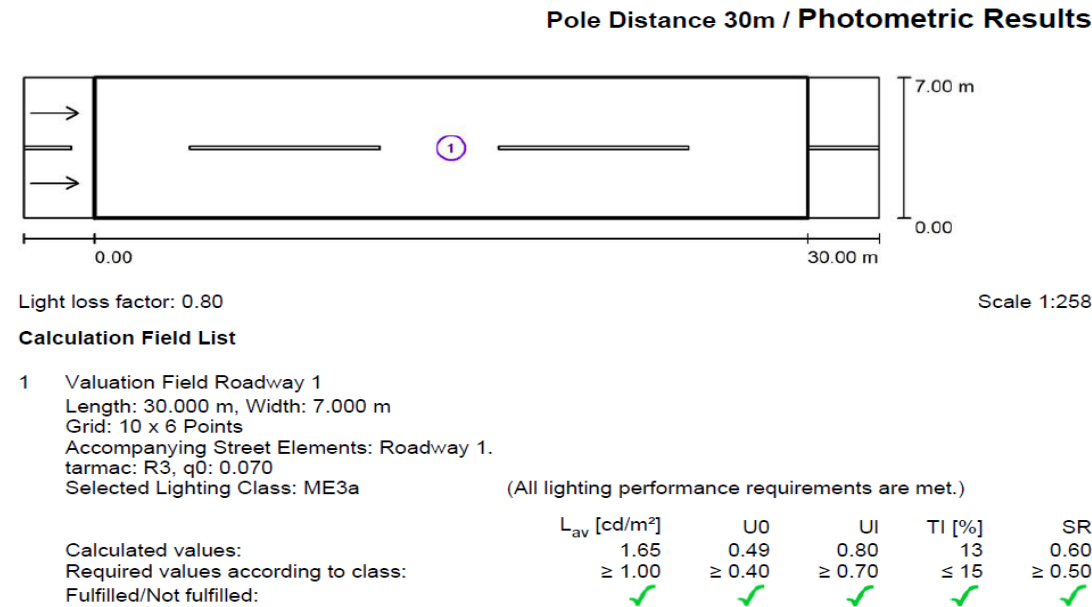 Pole Distance 30m / Photometric Results
7.00 m
1
0.00
0.00 30.00 m
Light loss factor: 0.80 Scale 1:258
Calculation Field List
1 Valuation Field Roadway 1
Length: 30.000 m, Width: 7.000 m
Grid: 10 x 6 Points
Accompanying Street Elements: Roadway 1.
tarmac: R3, q0: 0.070
Selected Lighting Class: ME3a (All lighting performance requirements are met.)
Lav [cd/m²] U0 UI TI [%] SR
Calculated values: 1.65 0.49 0.80 13 0.60
Required values according to class: ≥ 1.00 ≥ 0.40 ≥ 0.70 ≤ 15 ≥ 0.50
Fulfilled/Not fulfilled: ✓ ✓ ✓ ✓ ✓